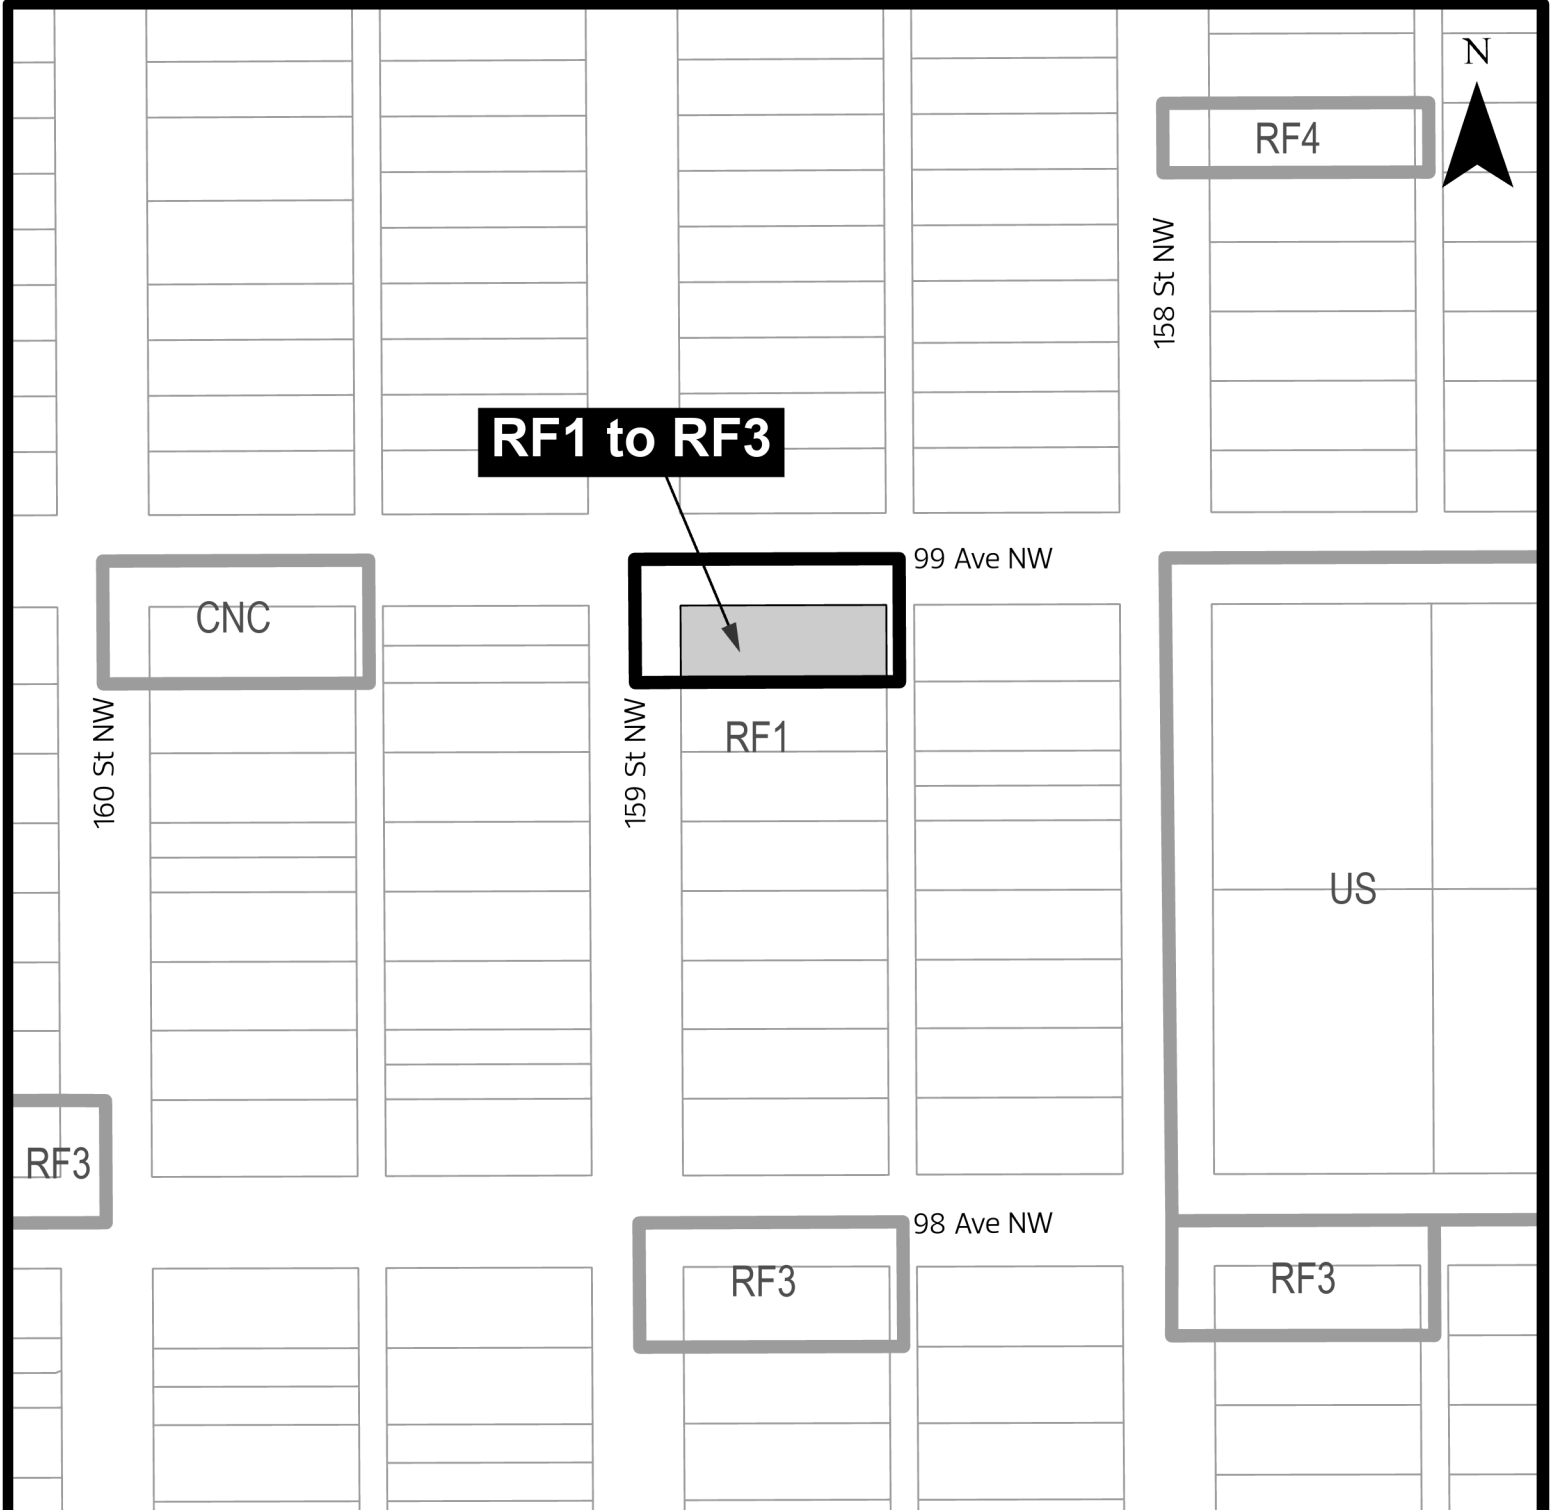 N
RF4
158 St NW
RF1 to RF3
99 Ave NW
CNC
160 St NW
159 St NW
RF1
US
RF3
98 Ave NW
RF3
RF3